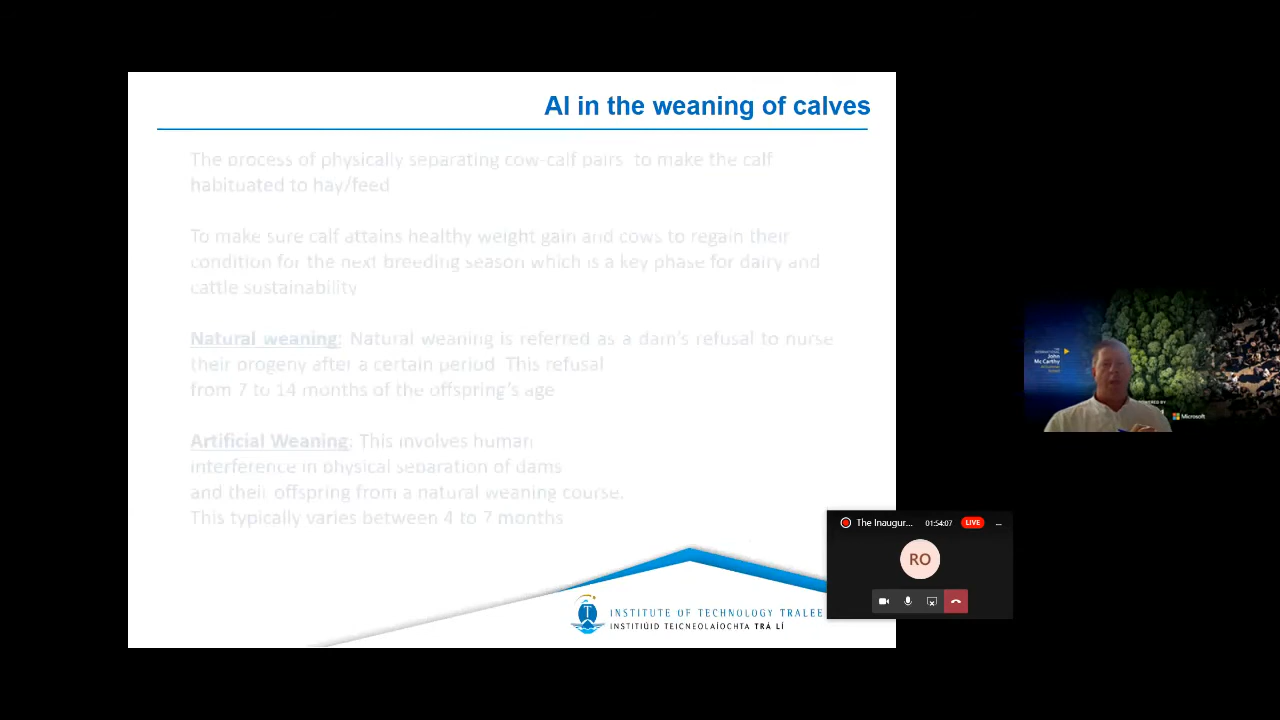 AI in the weaning of calves
The process of physically separating cow-calf pairs to make the calf
habituated to hay/feed
To make sure calf attains healthy weight gain and cows to regain their
condition for the next breeding season which is a key phase for dairy and
cattle sustainability
Natural weaning: Natural weaning is referred as a dam's refusal to nurse
their progeny after a certain period This refusal
from 7 to 14 months of the offspring's age
Artificial Weaning: This involves human
interference in physical separation of dams
and their offspring from a natural weaning course.
This typically varies between 4 to 7 months
INSTITUTE OF TECHNOLOGY TRALEE
INSTITIÚID TEICNEOLAÍOCHTA TRÁ LÍ
THE
INTERNATIONAL
John
McCarthy
Microsoft
The Inaugur... 01:54:07 LIVE ...
RO